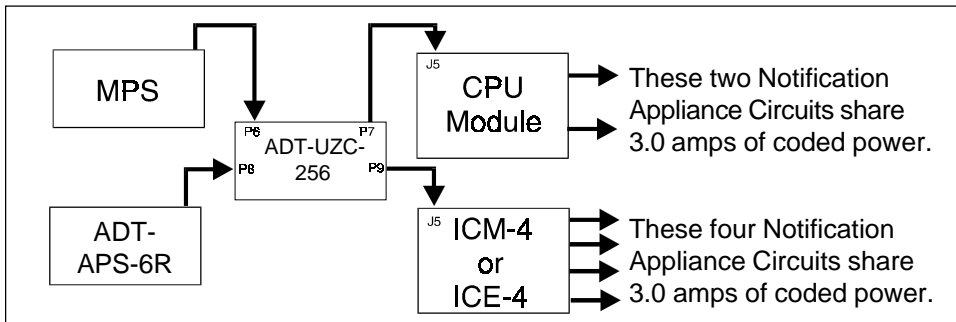 MPS
ADT-
APS-6R
P6
P7
P8
P9
ADT-UZC-
256
J5
CPU
Module
These two Notification
Appliance Circuits share
3.0 amps of coded power.
J5
ICM-4
or
ICE-4
These four Notification
Appliance Circuits share
3.0 amps of coded power.